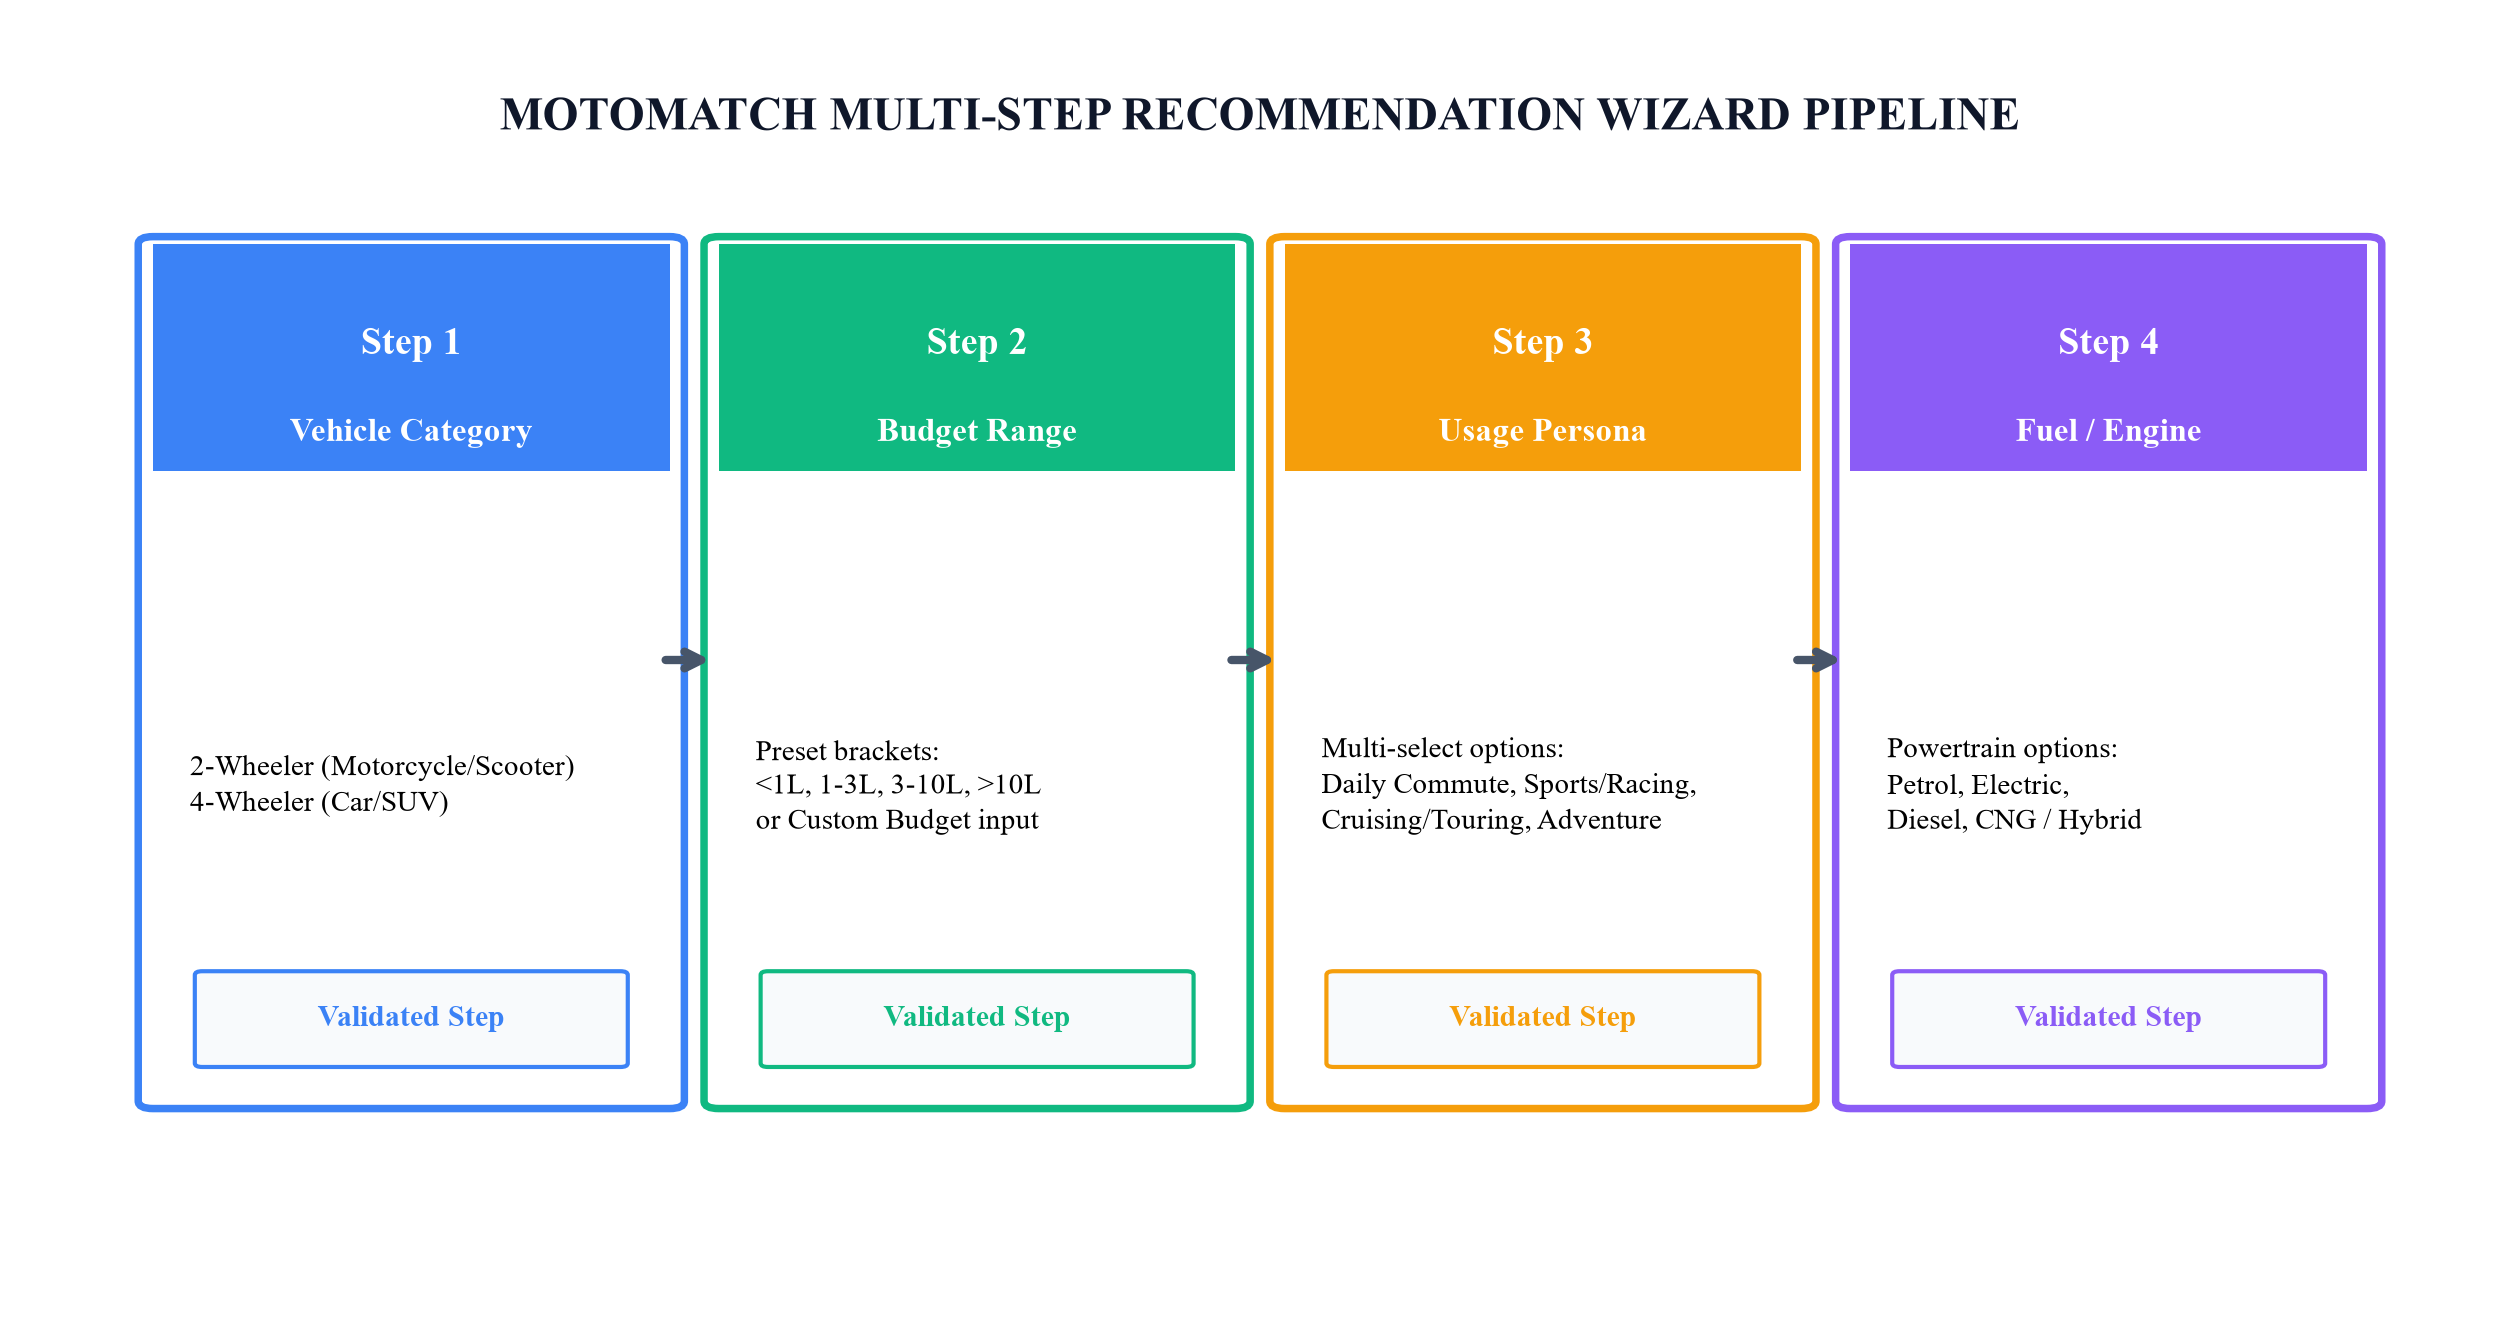 MOTOMATCH MULTI-STEP RECOMMENDATION WIZARD PIPELINE
Step 1
Vehicle Category
2-Wheeler (Motorcycle/Scooter)
4-Wheeler (Car/SUV)
Validated Step
Step 2
Budget Range
Preset brackets:
<1L, 1-3L, 3-10L, >10L
or Custom Budget input
Validated Step
Step 3
Usage Persona
Multi-select options:
Daily Commute, Sports/Racing,
Cruising/Touring, Adventure
Validated Step
Step 4
Fuel / Engine
Powertrain options:
Petrol, Electric,
Diesel, CNG / Hybrid
Validated Step